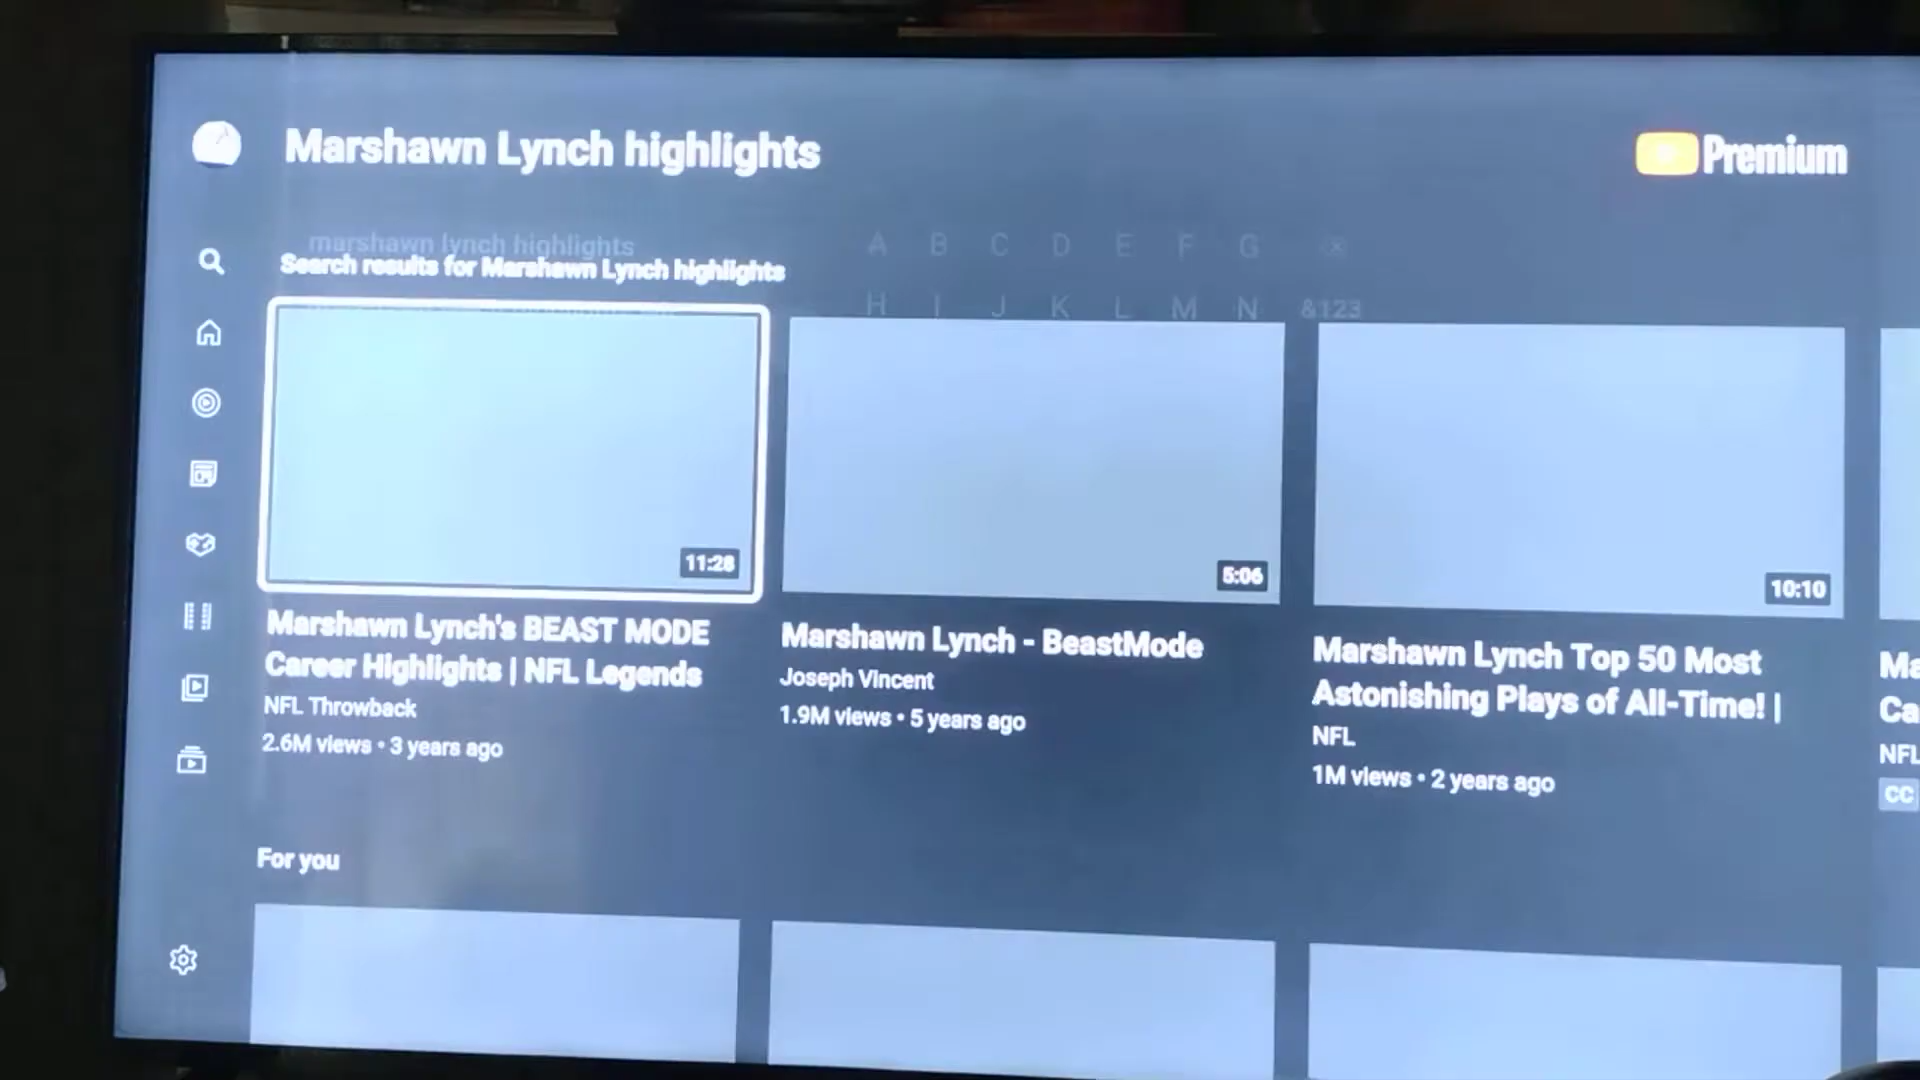 Marshawn Lynch highlights
Premium
marshawn lynch highlights
A B C D E F G
Search results for Marshawn Lynch highlights
H I J K L M N &123
11:28
5:06
10:10
Marshawn Lynch's BEAST MODE
Career Highlights | NFL Legends
NFL Throwback
2.6M views • 3 years ago
Marshawn Lynch - BeastMode
Joseph Vincent
1.9M views • 5 years ago
Marshawn Lynch Top 50 Most
Astonishing Plays of All-Time! |
NFL
1M views • 2 years ago
Ma
Ca
NFL
CC
For you